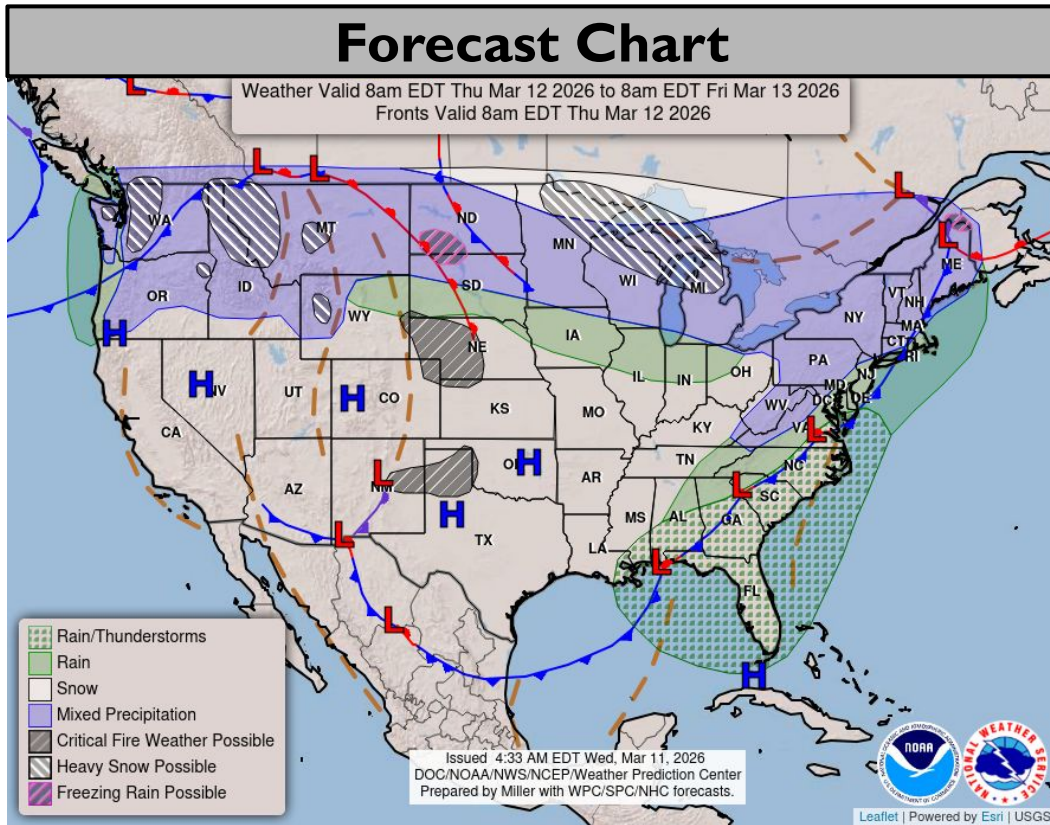 Forecast Chart
Weather Valid 8am EDT Thu Mar 12 2026 to 8am EDT Fri Mar 13 2026
Fronts Valid 8am EDT Thu Mar 12 2026
L
L
L
L
WA
MT
ND
MN
L
ME
OR
ID
SD
WI
MI
VT
NH
H
WY
NY
MA
IA
CT
RI
NE
PA
H
NV
UT
H
CO
IL
IN
OH
NJ
MD
DC
DE
WV
KS
MO
KY
VA
L
CA
TN
NC
AZ
L
NM
H
AR
L
SC
H
MS
AL
GA
L
TX
LA
L
FL
L
H
Rain/Thunderstorms
Rain
Snow
Mixed Precipitation
Critical Fire Weather Possible
Heavy Snow Possible
Freezing Rain Possible
Issued 4:33 AM EDT Wed, Mar 11, 2026
DOC/NOAA/NWS/NCEP/Weather Prediction Center
Prepared by Miller with WPC/SPC/NHC forecasts.
NOAA
NATIONAL WEATHER SERVICE
Leaflet | Powered by Esri | USGS